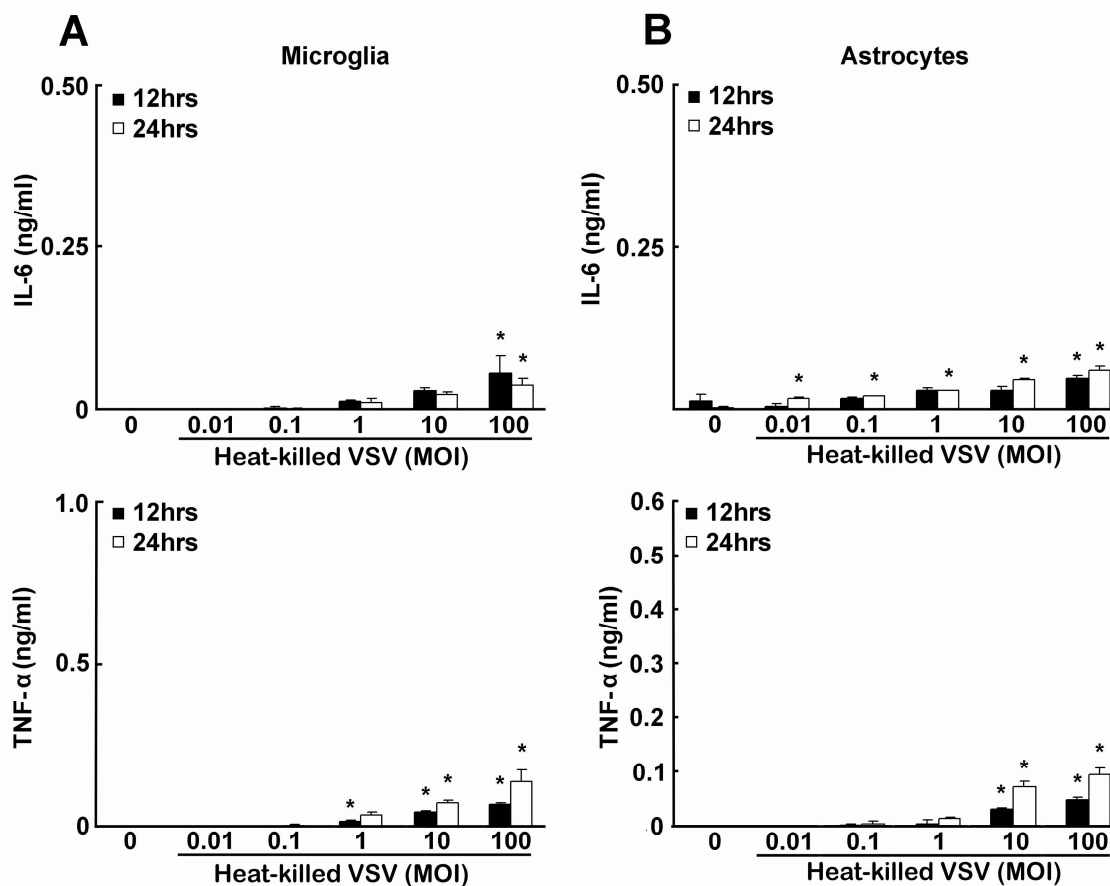 A
Microglia
0.50
12hrs
24hrs
IL-6 (ng/ml)
0.25
*
*
0
0 0.01 0.1 1 10 100
Heat-killed VSV (MOI)
1.0
12hrs
24hrs
TNF-α (ng/ml)
0.5
*
* *
* *
0
0 0.01 0.1 1 10 100
Heat-killed VSV (MOI)
B
Astrocytes
0.50
12hrs
24hrs
IL-6 (ng/ml)
0.25
* * * * * *
0
0 0.01 0.1 1 10 100
Heat-killed VSV (MOI)
0.6
12hrs
24hrs
0.5
0.4
TNF-α (ng/ml)
0.3
0.2
0.1
* * * *
0
0 0.01 0.1 1 10 100
Heat-killed VSV (MOI)